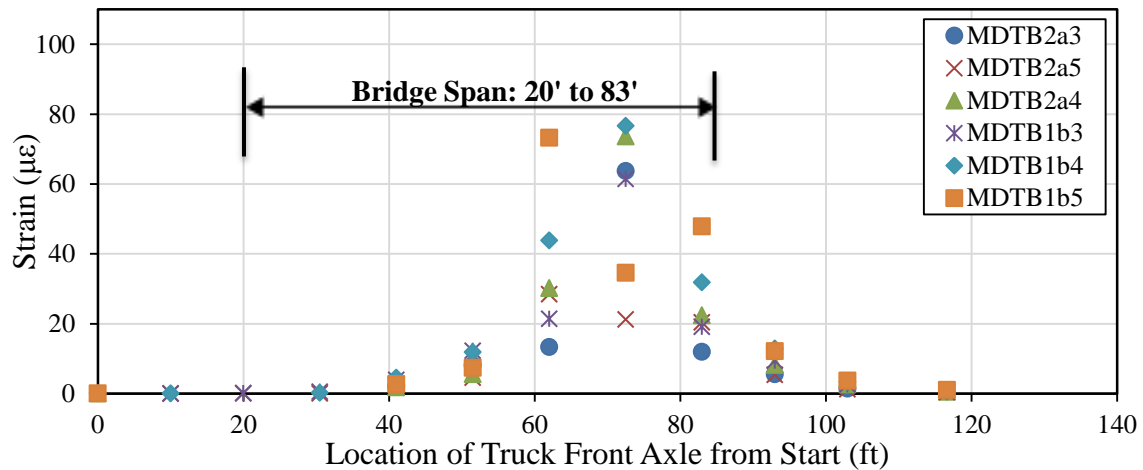 100
80
60
40
20
0
Strain (με)
Bridge Span: 20' to 83'
MDTB2a3
MDTB2a5
MDTB2a4
MDTB1b3
MDTB1b4
MDTB1b5
0 20 40 60 80 100 120 140
Location of Truck Front Axle from Start (ft)